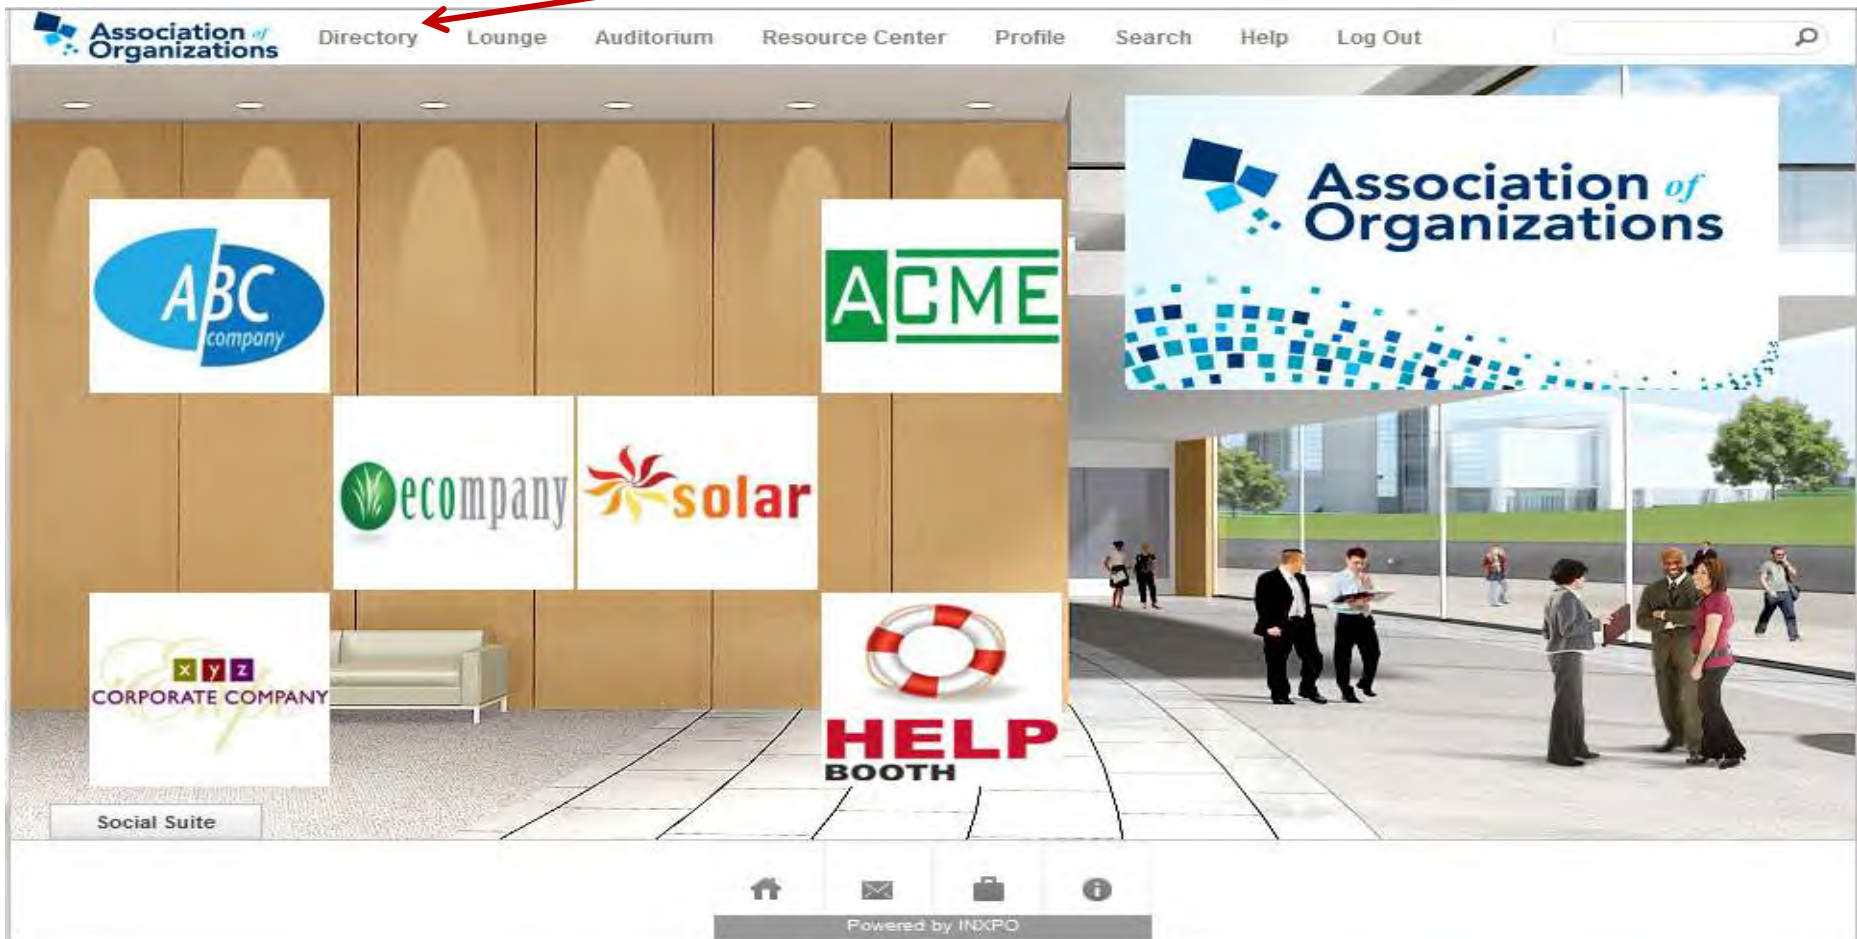 Association of
Organizations
Directory
Lounge
Auditorium
Resource Center
Profile
Search
Help
Log Out
Association of
Organizations
ABC
company
ACME
ecompany
solar
x y z
CORPORATE COMPANY
HELP
BOOTH
Social Suite
Powered by INXPO